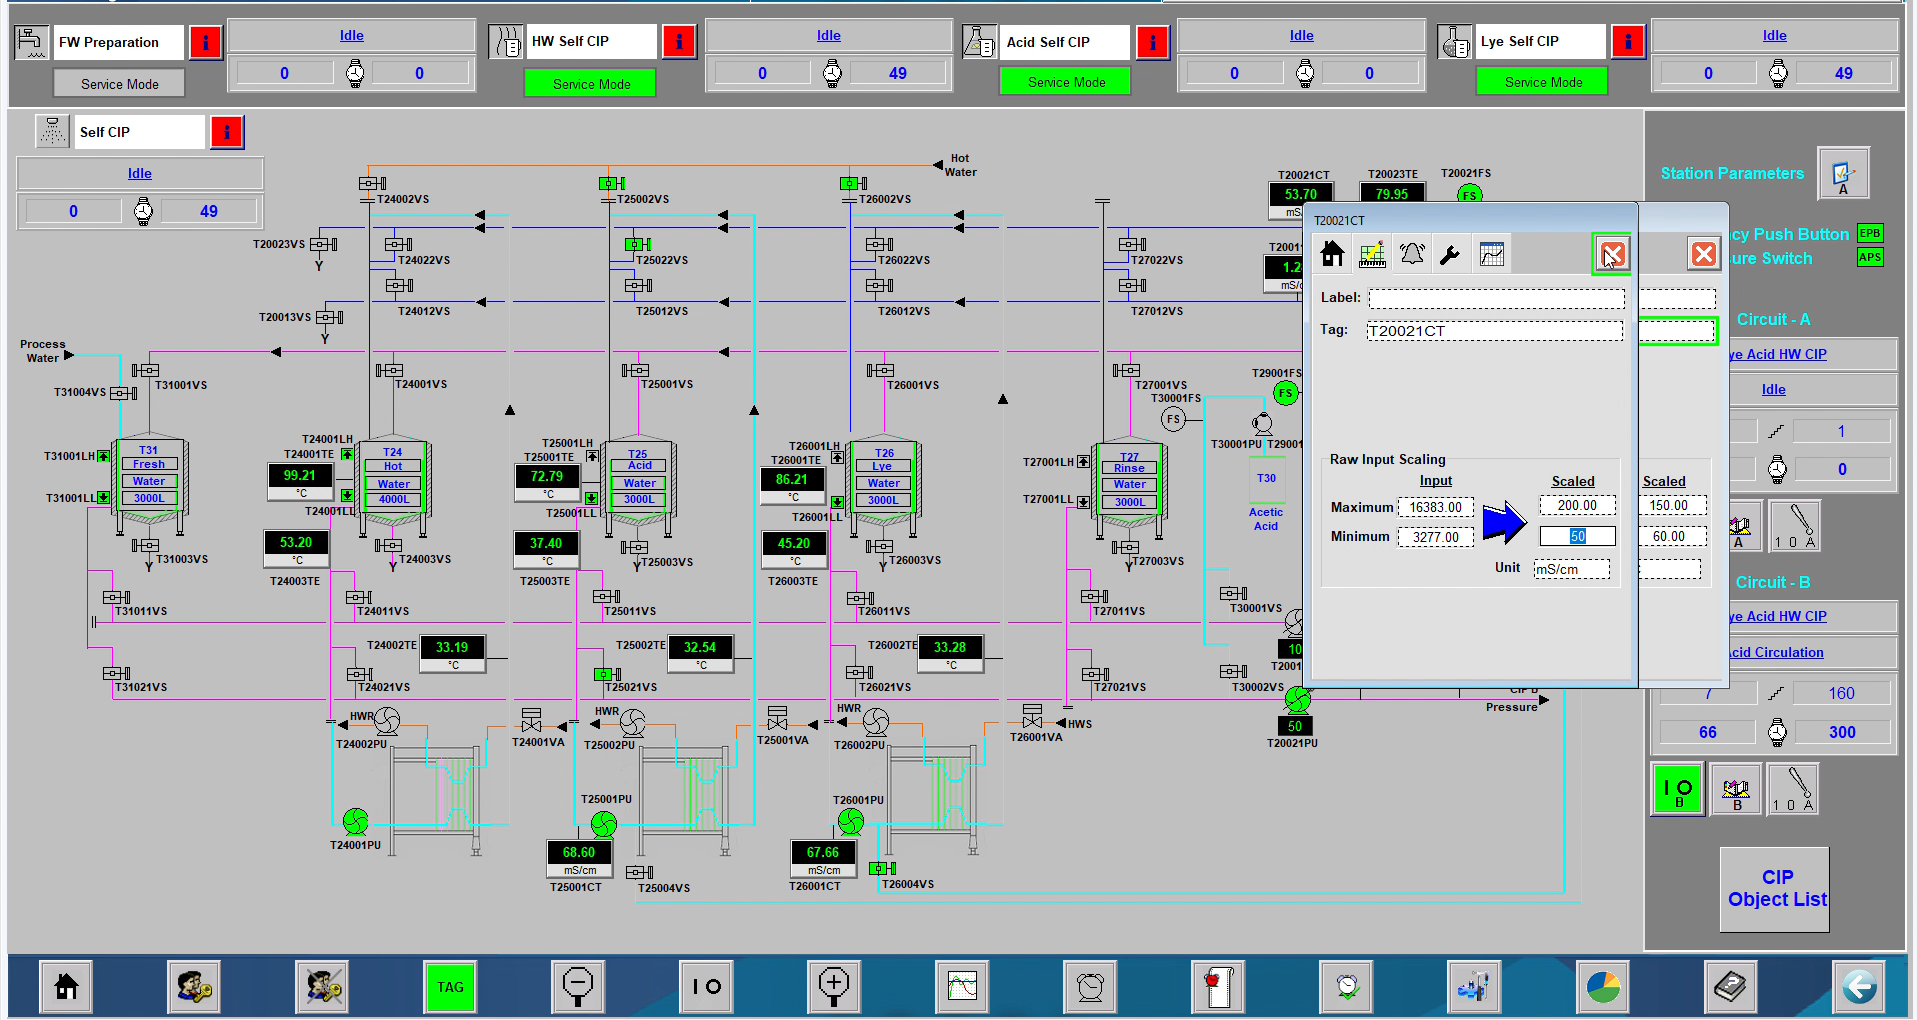 FW Preparation
i
Service Mode
Idle
0
0
HW Self CIP
i
Service Mode
Idle
0
49
Acid Self CIP
i
Service Mode
Idle
0
0
Lye Self CIP
i
Service Mode
Idle
0
49
Self CIP
i
Idle
0
49
Hot
Water
T24002VS
T25002VS
T26002VS
T20021CT
53.70
T20023TE
79.95
T20021FS
FS
Station Parameters
A
T20023VS
Y
T24022VS
T25022VS
T26022VS
T27022VS
T24012VS
T25012VS
T26012VS
T27012VS
T20013VS
Y
Process
Water
T31004VS
T31001VS
T24001VS
T25001VS
T26001VS
T27001VS
T29001FS
FS
T30001FS
FS
T30001PU
T30
Acetic
Acid
T31001LH
T31001LL
T31
Fresh
Water
3000L
T31003VS
Y
T24001LH
T24001TE
99.21
°C
T24001LL
T24
Hot
Water
4000L
53.20
°C
T24003TE
T24003VS
Y
T25001LH
T25001TE
72.79
°C
T25001LL
T25
Acid
Water
3000L
37.40
°C
T25003TE
T25003VS
Y
T26001LH
T26001TE
86.21
°C
T26001LL
T26
Lye
Water
3000L
45.20
°C
T26003TE
T26003VS
Y
T27001LH
T27001LL
T27
Rinse
Water
3000L
T27003VS
Y
T31011VS
T24011VS
T25011VS
T26011VS
T27011VS
T30001VS
T24002TE
33.19
°C
T25002TE
32.54
°C
T26002TE
33.28
°C
T31021VS
T24021VS
T25021VS
T26021VS
T27021VS
T30002VS
HWR
T24002PU
T24001VA
HWR
T25002PU
T25001VA
HWR
T26002PU
T26001VA
HWS
50
T20021PU
Pressure
T24001PU
T25001PU
68.60
mS/cm
T25001CT
T25004VS
T26001PU
67.66
mS/cm
T26001CT
T26004VS
T20021CT
Label:
Tag:
T20021CT
Raw Input Scaling
Input
Scaled
Scaled
Maximum
16383.00
200.00
150.00
Minimum
3277.00
50
60.00
Unit
mS/cm
Push Button
EPB
Switch
APS
Circuit - A
Acid HW CIP
Idle
1
0
A
1 0 A
Circuit - B
Acid HW CIP
Circulation
7
160
66
300
I O
B
B
1 0 A
CIP
Object List
TAG
I O